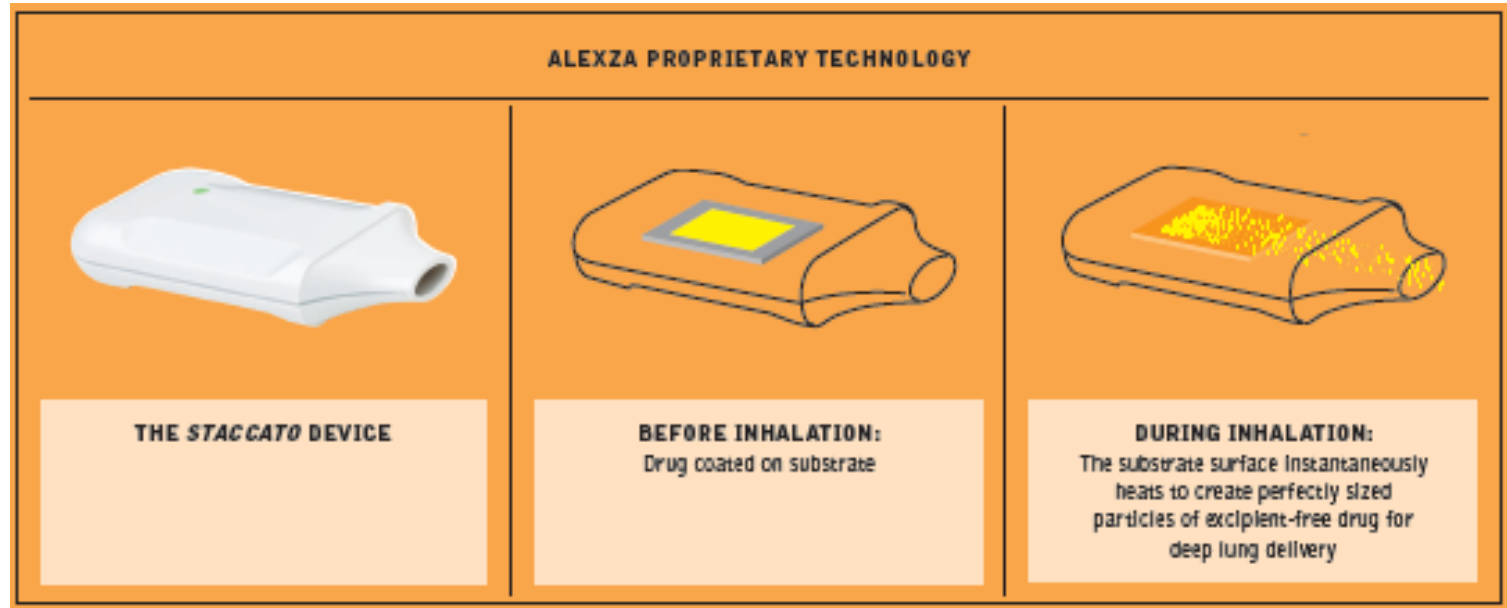 ALEXZA PROPRIETARY TECHNOLOGY
THE STACCATO DEVICE
BEFORE INHALATION:
Drug coated on substrate
DURING INHALATION:
The substrate surface instantaneously
heats to create perfectly sized
particles of excipient-free drug for
deep lung delivery